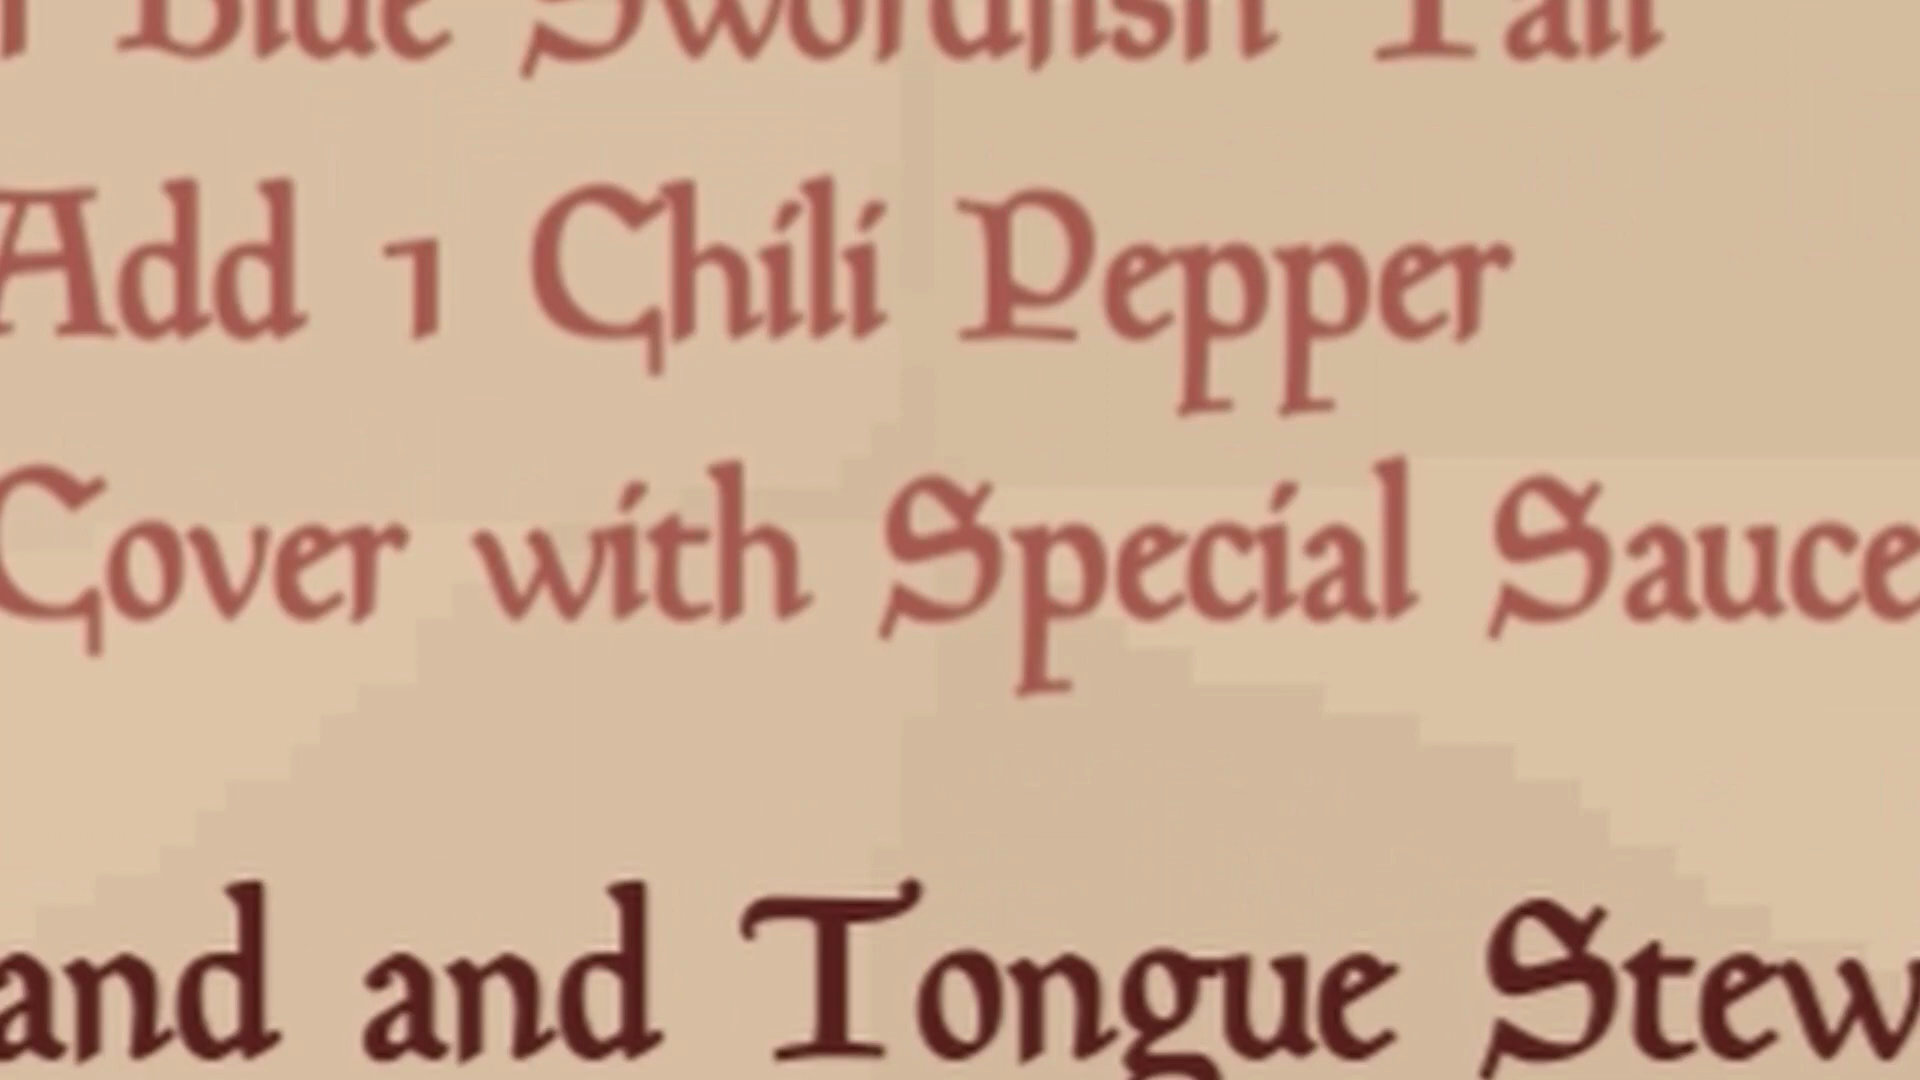 Blue Swordfish Tail
Add 1 Chili Pepper
Cover with Special Sauce
and and Tongue Stew